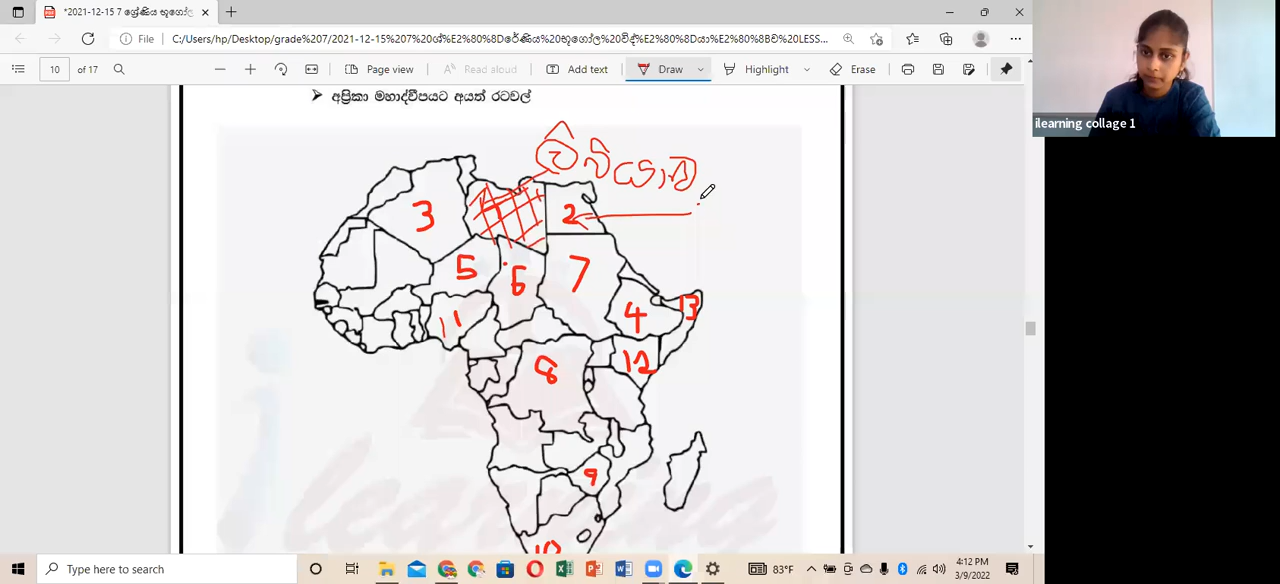 *2021-12-15 7 ශ්‍රේණිය භූගෝල
File C:/Users/hp/Desktop/grade%207/2021-12-15%207%20ශ්%E2%80%8Dරේණිය%20භූගෝල%20විද්%E2%80%8Dයා%E2%80%8Dව%20LESS...
10 of 17 Page view Read aloud Add text Draw Highlight Erase
අප්‍රිකා මහාද්වීපයට අයත් රටවල්
ilearning collage 1
3
2
5
6
7
11
4
13
8
12
9
10
ilearning
Type here to search
83°F
4:12 PM
3/9/2022